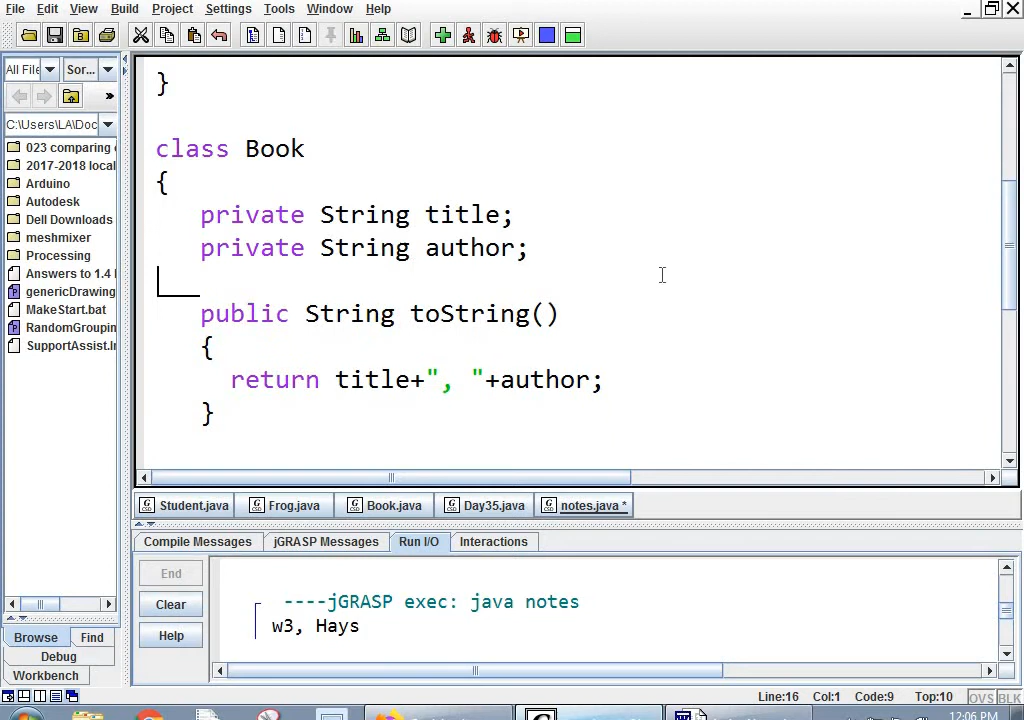 File Edit View Build Project Settings Tools Window Help
All File Sor...
C:\Users\LA\Doc
023 comparing
2017-2018 local
Arduino
Autodesk
Dell Downloads
meshmixer
Processing
Answers to 1.4
genericDrawing
MakeStart.bat
RandomGroupin
SupportAssist.In
Browse Find
Debug
Workbench
}
class Book
{
private String title;
private String author;
public String toString()
{
return title+", "+author;
}
Student.java Frog.java Book.java Day35.java notes.java *
Compile Messages jGRASP Messages Run I/O Interactions
End
Clear
Help
----jGRASP exec: java notes
w3, Hays
Line:16 Col:1 Code:9 Top:10 OVS BLK
12:06 PM